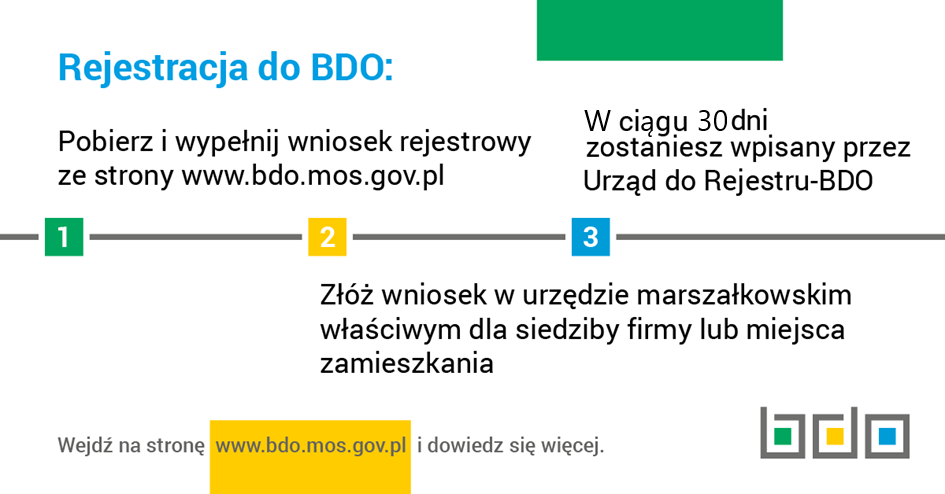 Rejestracja do BDO:
Pobierz i wypełnij wniosek rejestrowy
ze strony www.bdo.mos.gov.pl
W ciągu 30 dni
zostaniesz wpisany przez
Urząd do Rejestru-BDO
1
2
3
Złóż wniosek w urzędzie marszałkowskim
właściwym dla siedziby firmy lub miejsca
zamieszkania
Wejdź na stronę www.bdo.mos.gov.pl i dowiedz się więcej.
bdo